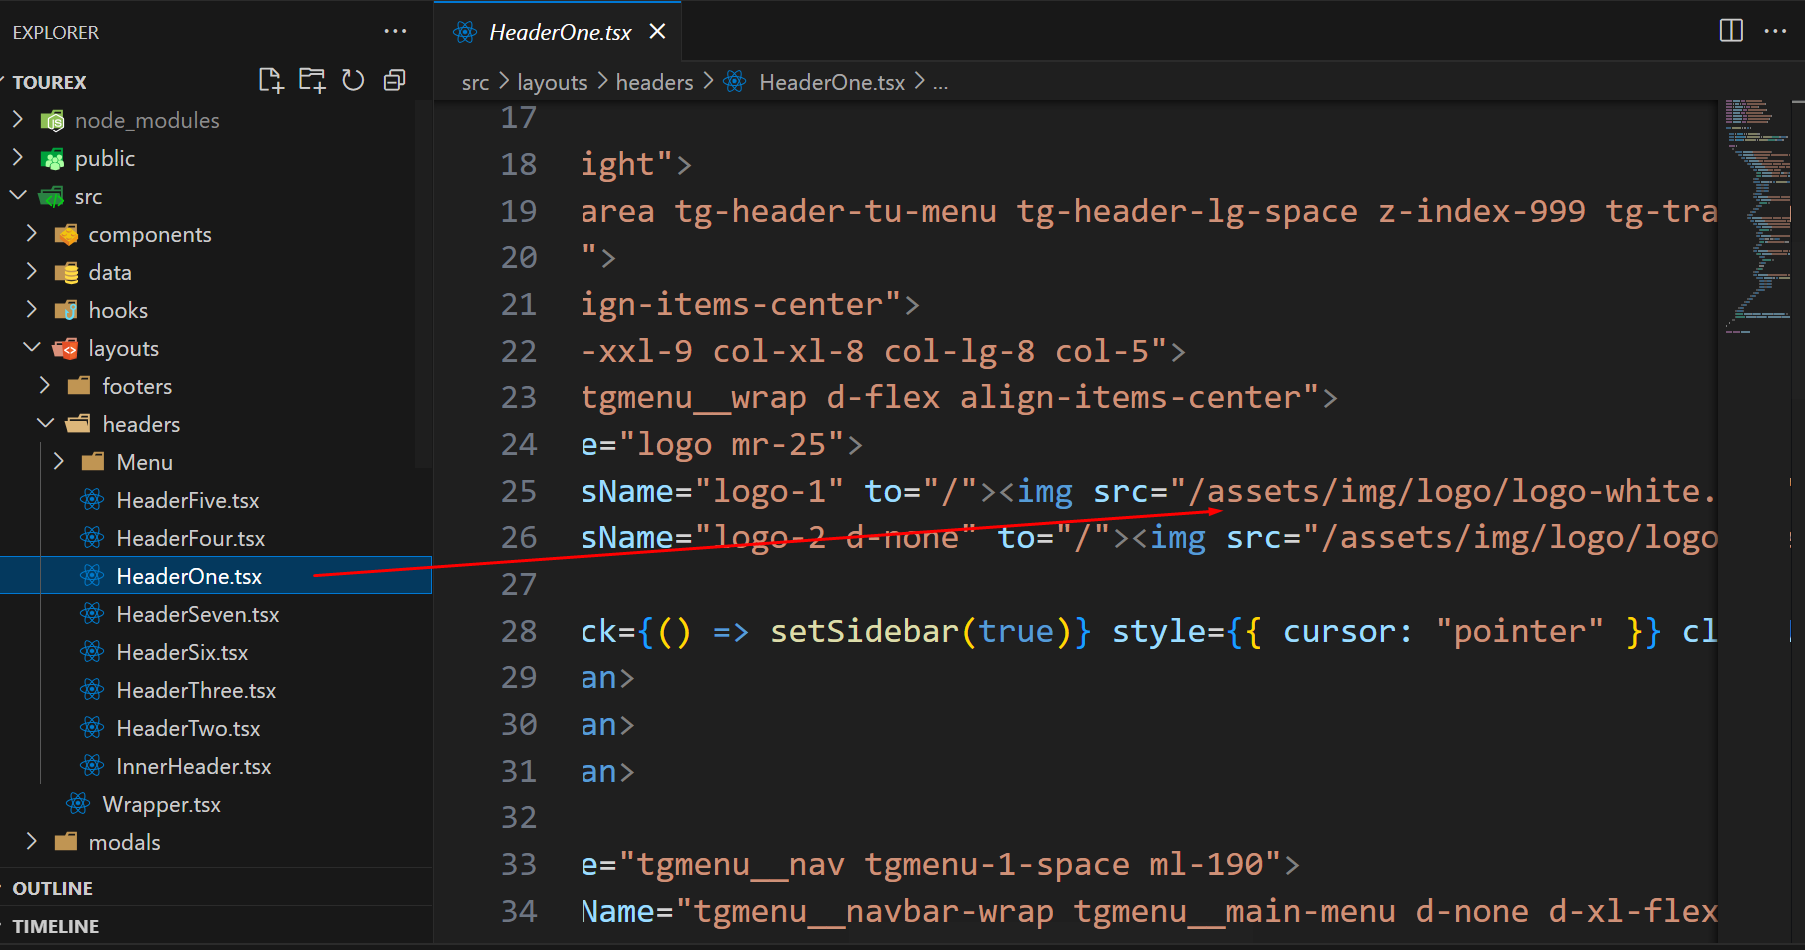 EXPLORER
TOUREX
node_modules
public
src
components
data
hooks
layouts
footers
headers
Menu
HeaderFive.tsx
HeaderFour.tsx
HeaderOne.tsx
HeaderSeven.tsx
HeaderSix.tsx
HeaderThree.tsx
HeaderTwo.tsx
InnerHeader.tsx
Wrapper.tsx
modals
OUTLINE
TIMELINE
HeaderOne.tsx
src > layouts > headers > HeaderOne.tsx > ...
17
18 ight">
19 area tg-header-tu-menu tg-header-lg-space z-index-999 tg-tra
20 ">
21 ign-items-center">
22 -xxl-9 col-xl-8 col-lg-8 col-5">
23 tgmenu__wrap d-flex align-items-center">
24 e="logo mr-25">
25 sName="logo-1" to="/"><img src="/assets/img/logo/logo-white.
26 sName="logo-2 d-none" to="/"><img src="/assets/img/logo/logo
27
28 ck={() => setSidebar(true)} style={{ cursor: "pointer" }} cl
29 an>
30 an>
31 an>
32
33 e="tgmenu__nav tgmenu-1-space ml-190">
34 Name="tgmenu__navbar-wrap tgmenu__main-menu d-none d-xl-flex